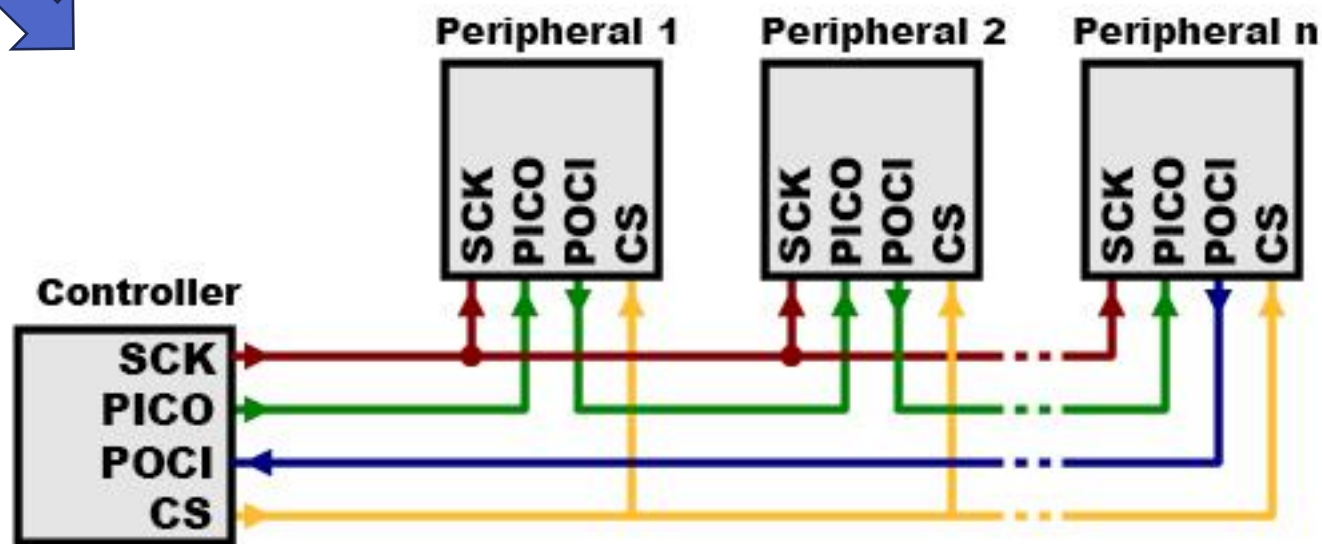 Peripheral 1
Peripheral 2
Peripheral n
SCK
PICO
POCI
CS
SCK
PICO
POCI
CS
SCK
PICO
POCI
CS
Controller
SCK
PICO
POCI
CS